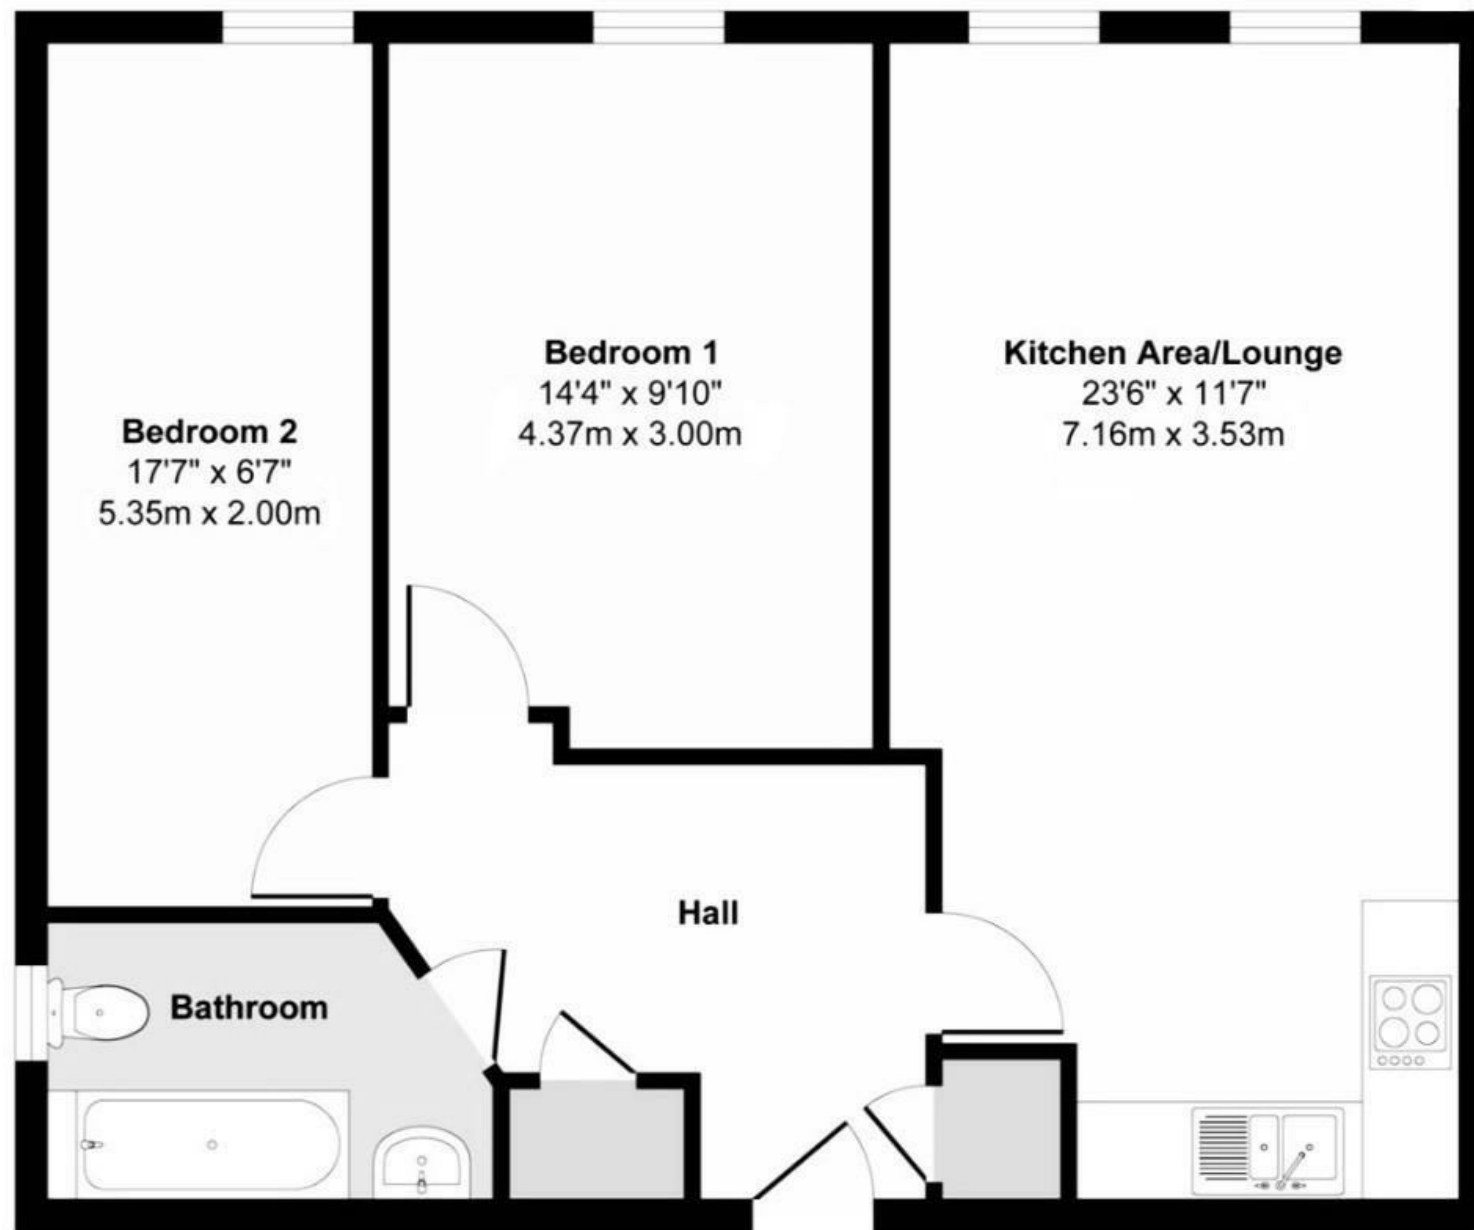 Bedroom 1
14'4" x 9'10"
4.37m x 3.00m
Kitchen Area/Lounge
23'6" x 11'7"
7.16m x 3.53m
Bedroom 2
17'7" x 6'7"
5.35m x 2.00m
Hall
Bathroom